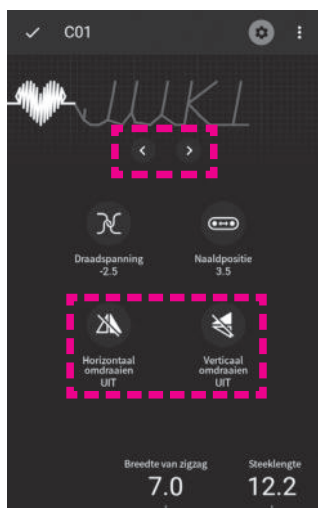 C01
JUKI
Draadspanning
-2.5
Naaldpositie
3.5
Horizontaal
omdraaien
UIT
Verticaal
omdraaien
UIT
Breedte van zigzag
7.0
Steeklengte
12.2